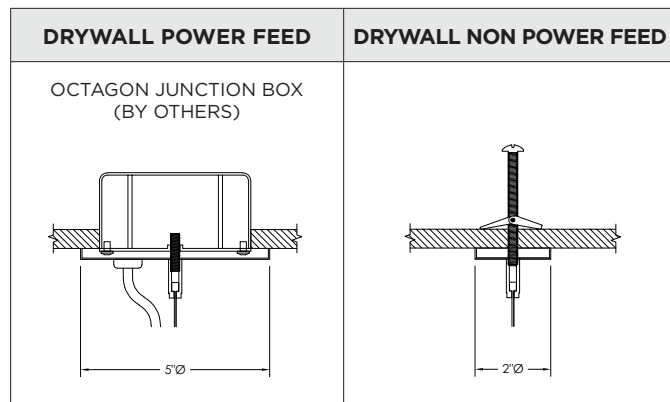 DRYWALL POWER FEED
DRYWALL NON POWER FEED
OCTAGON JUNCTION BOX
(BY OTHERS)
5"Ø
2"Ø